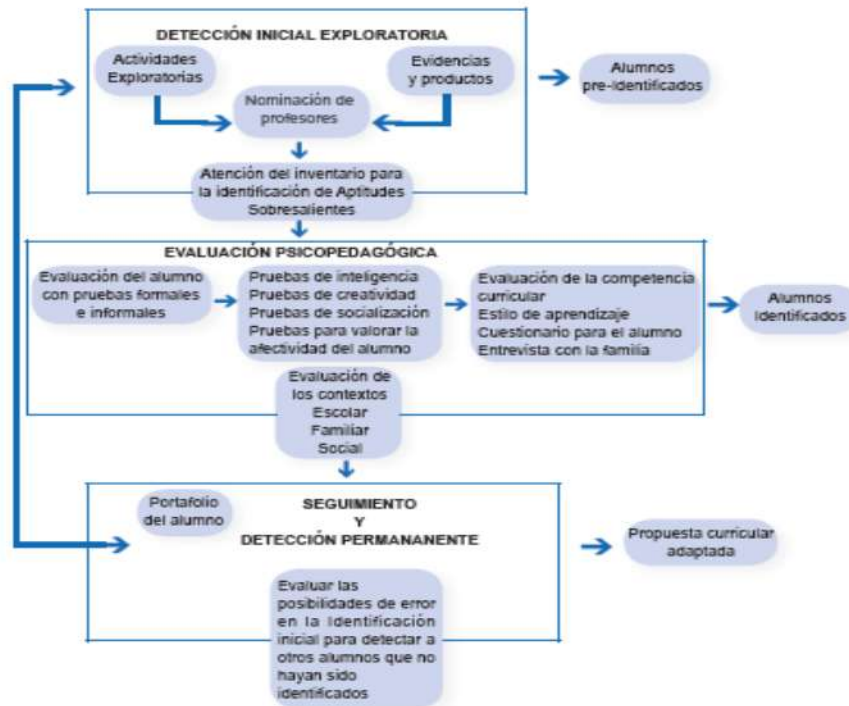 DETECCIÓN INICIAL EXPLORATORIA
Actividades
Exploratorias
Evidencias
y productos
Nominación de
profesores
Alumnos
pre-identificados
Atención del inventario para
la identificación de Aptitudes
Sobresalientes
EVALUACIÓN PSICOPEDAGÓGICA
Evaluación del alumno
con pruebas formales
e informales
Pruebas de inteligencia
Pruebas de creatividad
Pruebas de socialización
Pruebas para valorar la
afectividad del alumno
Evaluación de la competencia
curricular
Estilo de aprendizaje
Cuestionario para el alumno
Entrevista con la familia
Alumnos
Identificados
Evaluación de
los contextos
Escolar
Familiar
Social
Portafolio
del alumno
SEGUIMIENTO
Y
DETECCIÓN PERMANANENTE
Propuesta curricular
adaptada
Evaluar las
posibilidades de error
en la Identificación
inicial para detectar a
otros alumnos que no
hayan sido
identificados